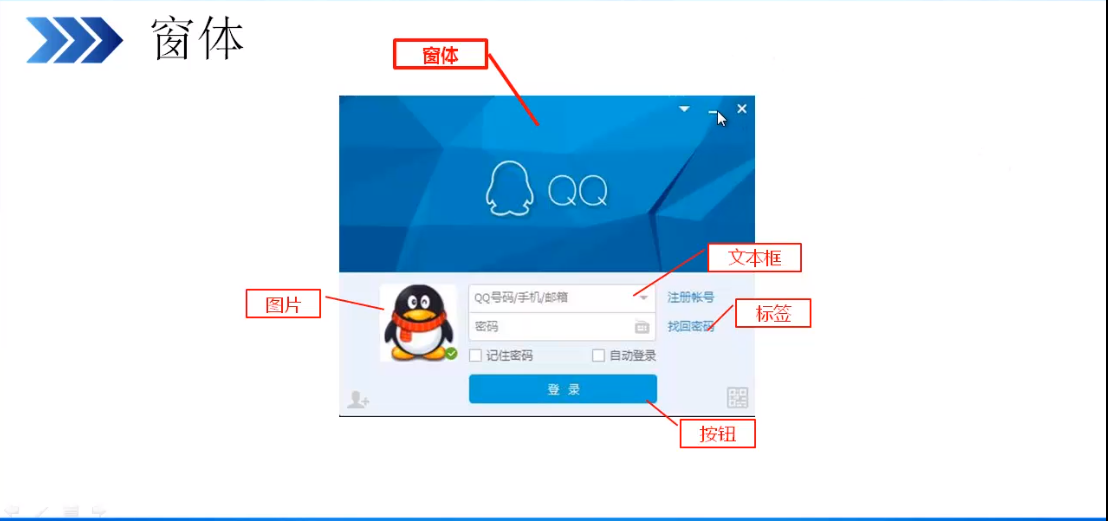 窗体
窗体
QQ
文本框
图片
QQ号码/手机/邮箱
注册帐号
标签
密码
找回密码
记住密码
自动登录
登 录
按钮